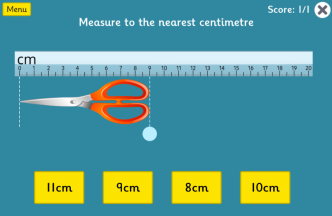 Menu
Score: 1/1
Measure to the nearest centimetre
cm
0 1 2 3 4 5 6 7 8 9 10 11 12 13 14 15 16 17 18 19 20
11cm 9cm 8cm 10cm